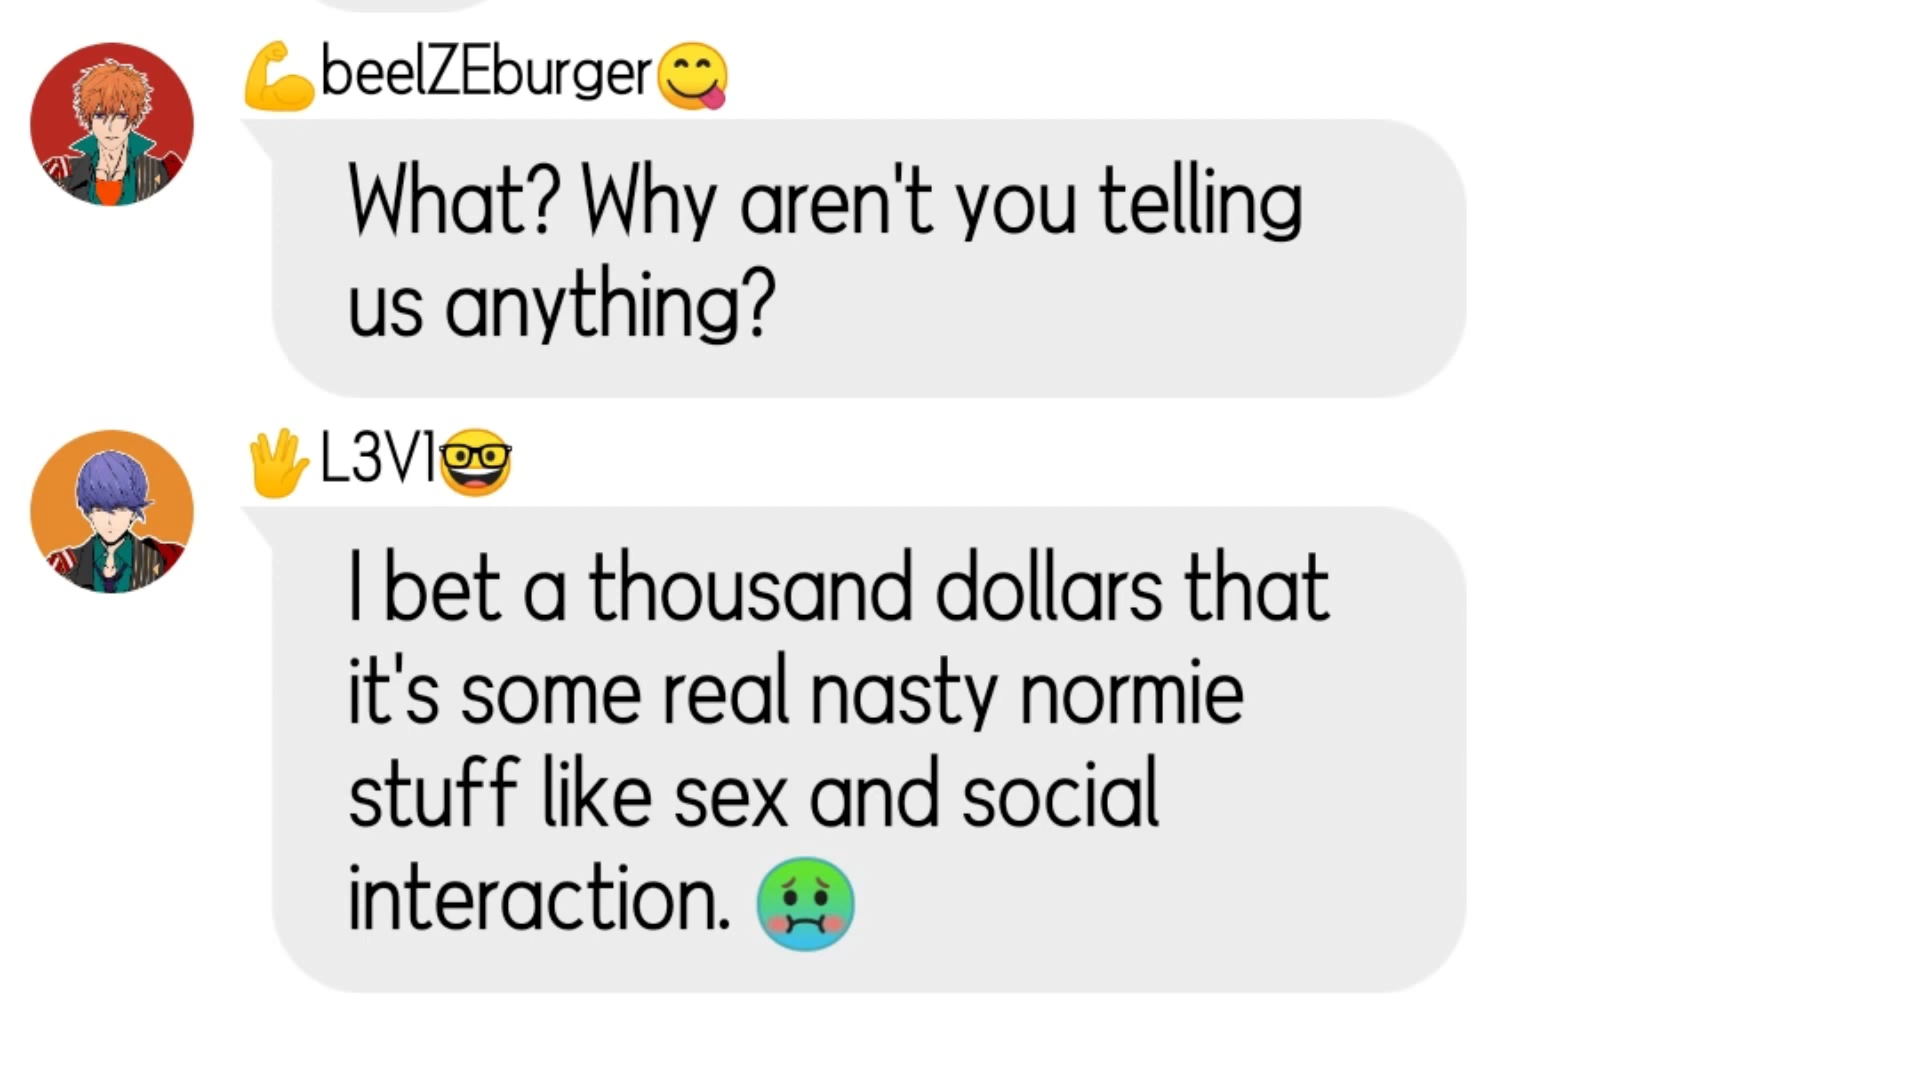 💪beelZEburger😋
What? Why aren't you telling
us anything?
🖖L3V1🤓
I bet a thousand dollars that
it's some real nasty normie
stuff like sex and social
interaction. 🤢